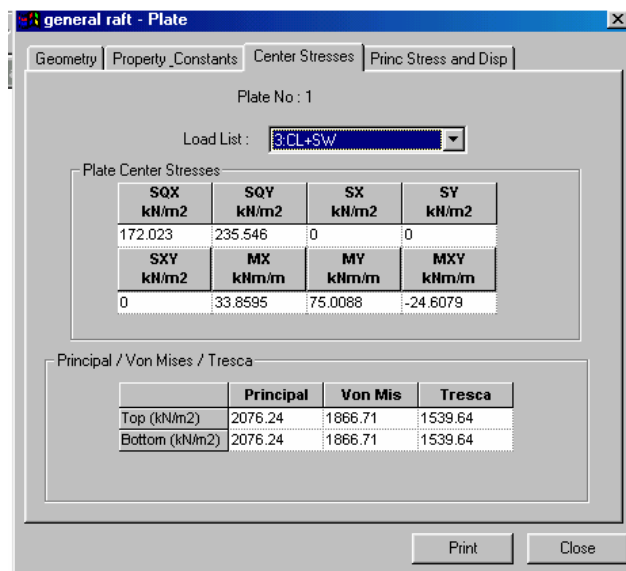 general raft - Plate
Geometry Property_Constants Center Stresses Princ Stress and Disp
Plate No : 1
Load List : 3:CL+SW
Plate Center Stresses
SQX kN/m2 SQY kN/m2 SX kN/m2 SY kN/m2
172.023 235.546 0 0
SXY kN/m2 MX kNm/m MY kNm/m MXY kNm/m
0 33.8595 75.0088 -24.6079
Principal / Von Mises / Tresca
Principal Von Mis Tresca
Top (kN/m2) 2076.24 1866.71 1539.64
Bottom (kN/m2) 2076.24 1866.71 1539.64
Print Close